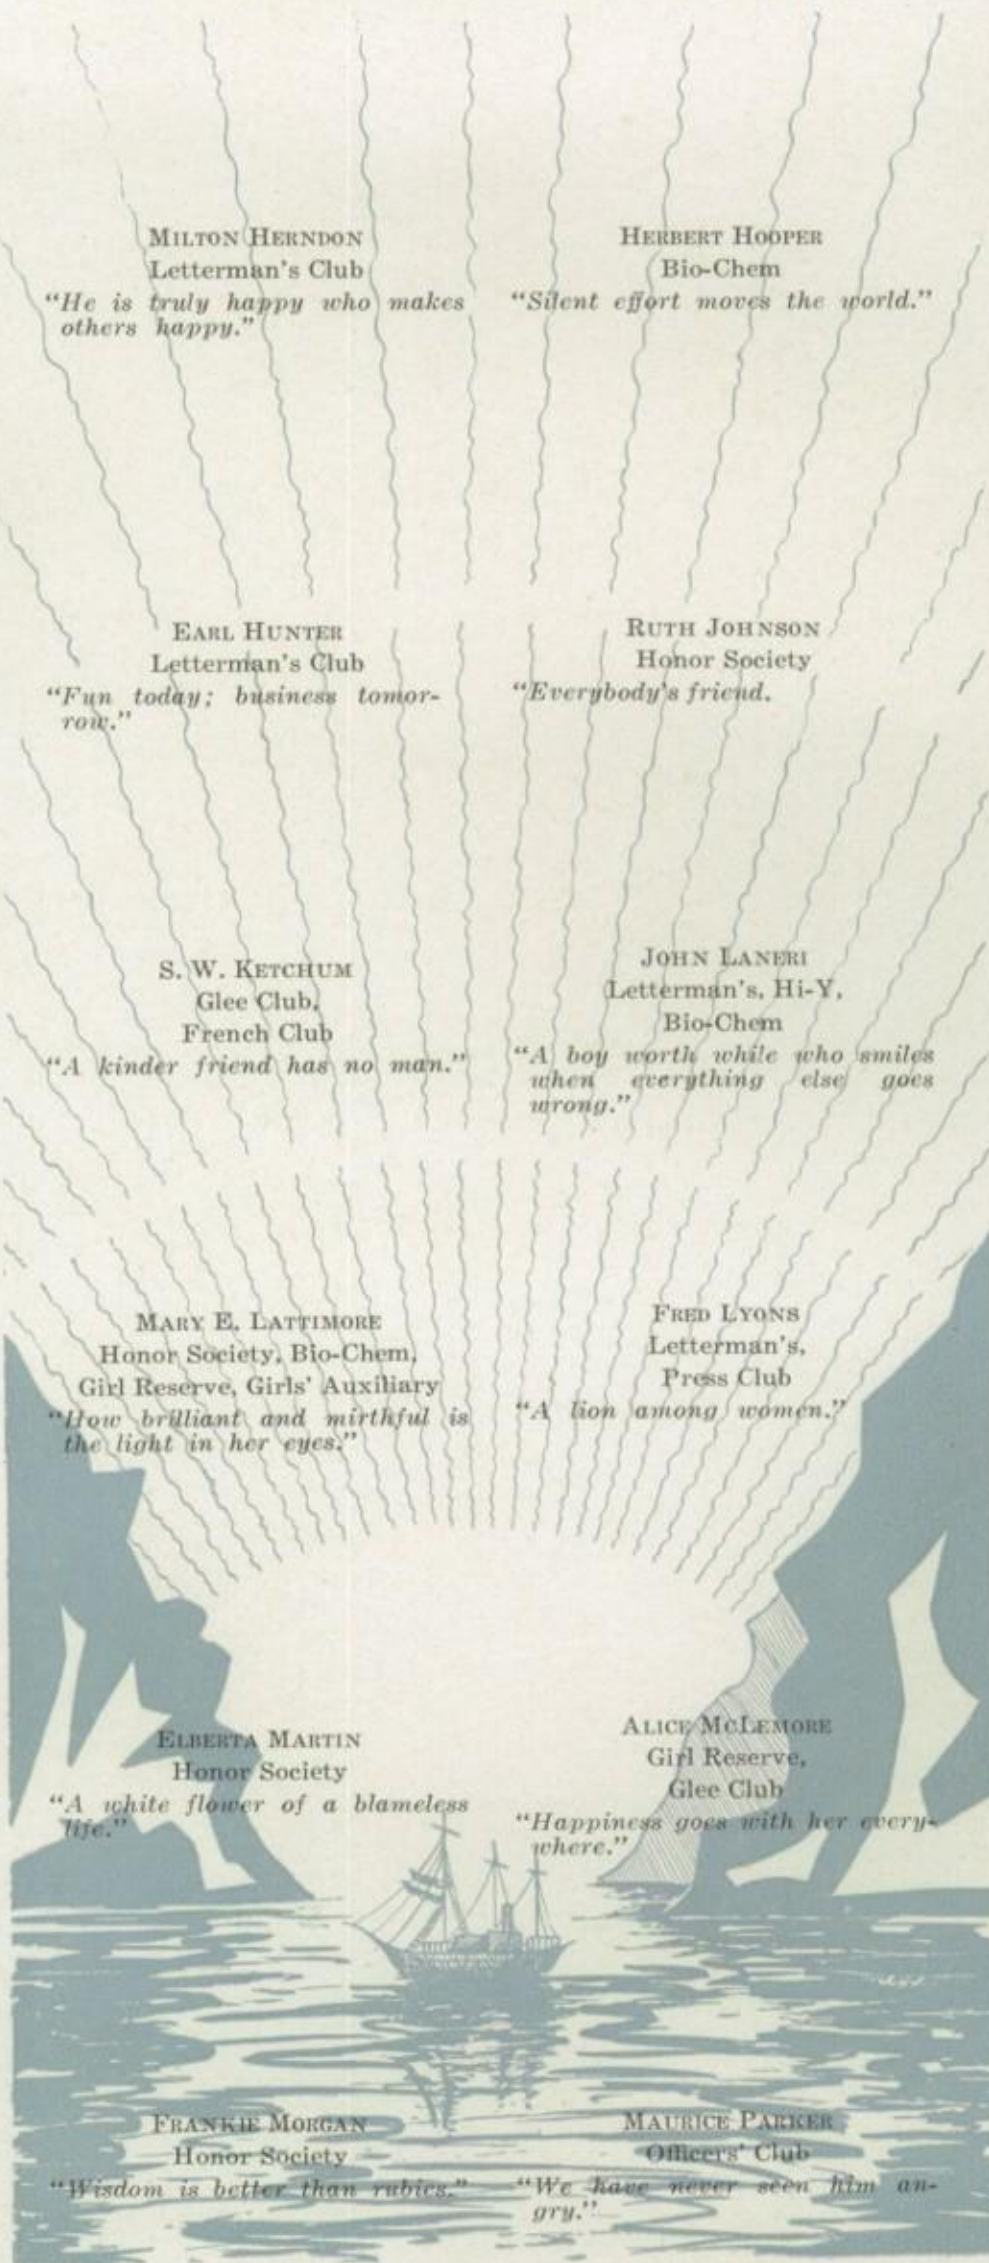 MILTON HERNDON
Letterman's Club
"He is truly happy who makes
others happy."
HERBERT HOOPER
Bio-Chem
"Silent effort moves the world."
EARL HUNTER
Letterman's Club
"Fun today; business tomor-
row."
RUTH JOHNSON
Honor Society
"Everybody's friend.
S. W. KETCHUM
Glee Club,
French Club
"A kinder friend has no man."
JOHN LANERI
Letterman's, Hi-Y,
Bio-Chem
"A boy worth while who smiles
when everything else goes
wrong."
MARY E. LATTIMORE
Honor Society, Bio-Chem,
Girl Reserve, Girls' Auxiliary
"How brilliant and mirthful is
the light in her eyes."
FRED LYONS
Letterman's,
Press Club
"A lion among women."
ELBERTA MARTIN
Honor Society
"A white flower of a blameless
life."
ALICE MCLEMORE
Girl Reserve,
Glee Club
"Happiness goes with her every-
where."
FRANKIE MORGAN
Honor Society
"Wisdom is better than rubies."
MAURICE PARKER
Officers' Club
"We have never seen him an-
gry."